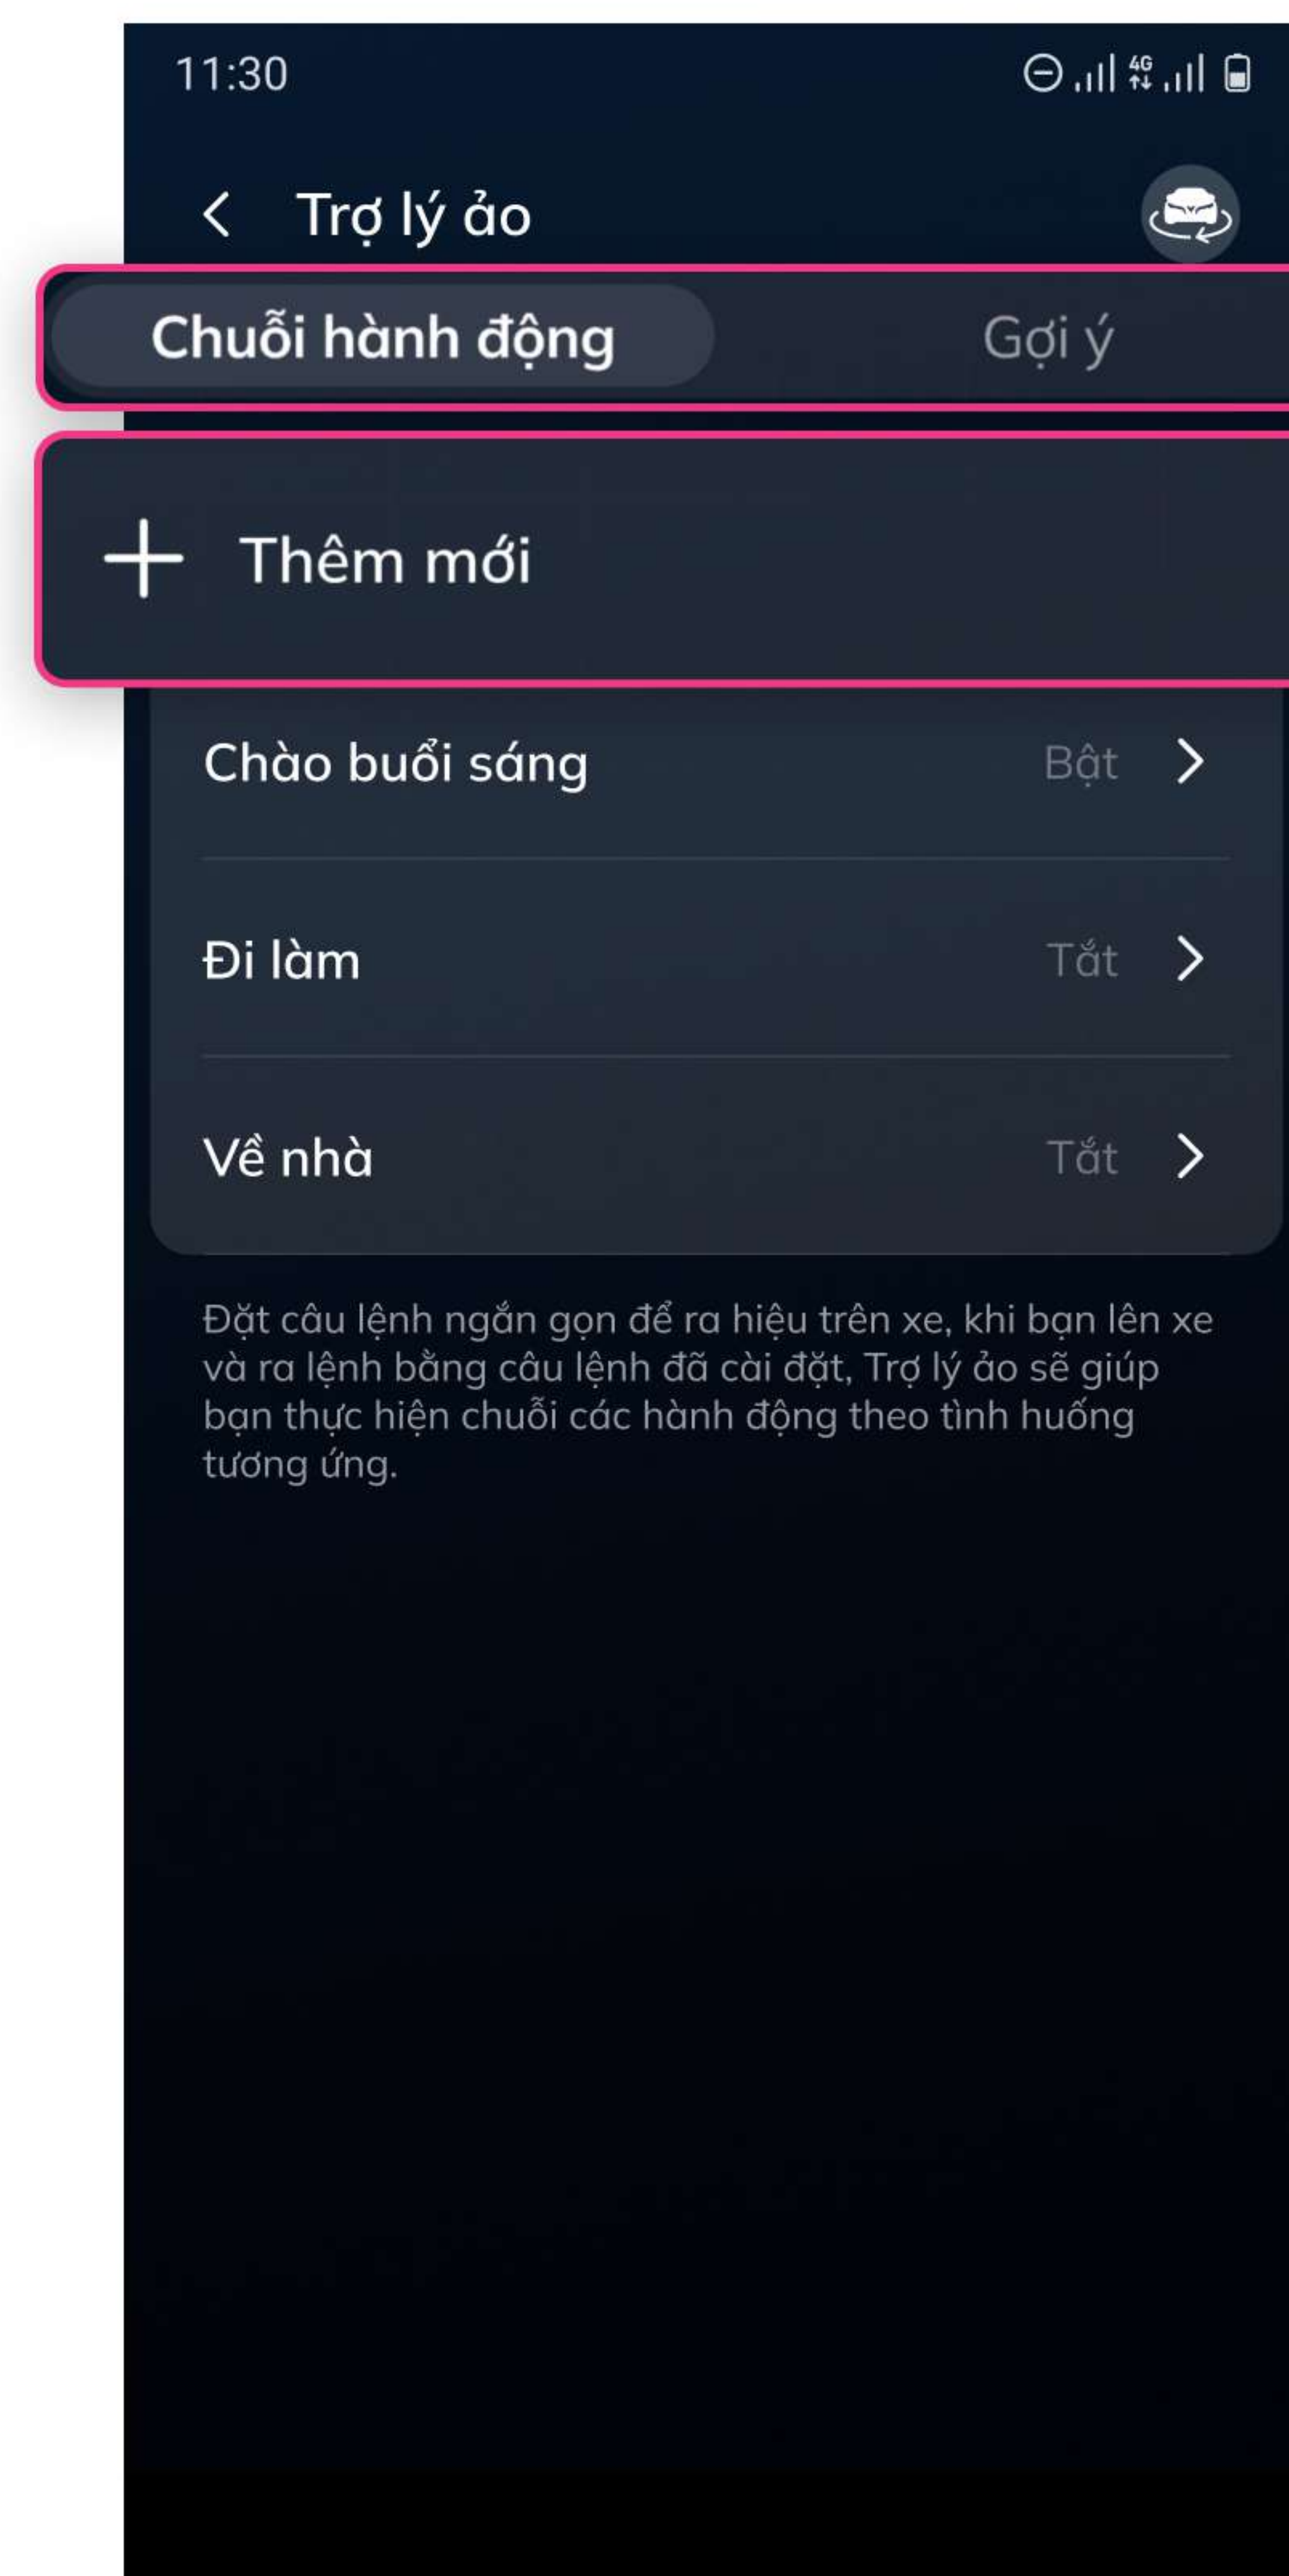 11:30
4G
Trợ lý ảo
Chuỗi hành động Gợi ý
Thêm mới
Chào buổi sáng Bật
Đi làm Tắt
Về nhà Tắt
Đặt câu lệnh ngắn gọn để ra hiệu trên xe, khi bạn lên xe
và ra lệnh bằng câu lệnh đã cài đặt, Trợ lý ảo sẽ giúp
bạn thực hiện chuỗi các hành động theo tình huống
tương ứng.